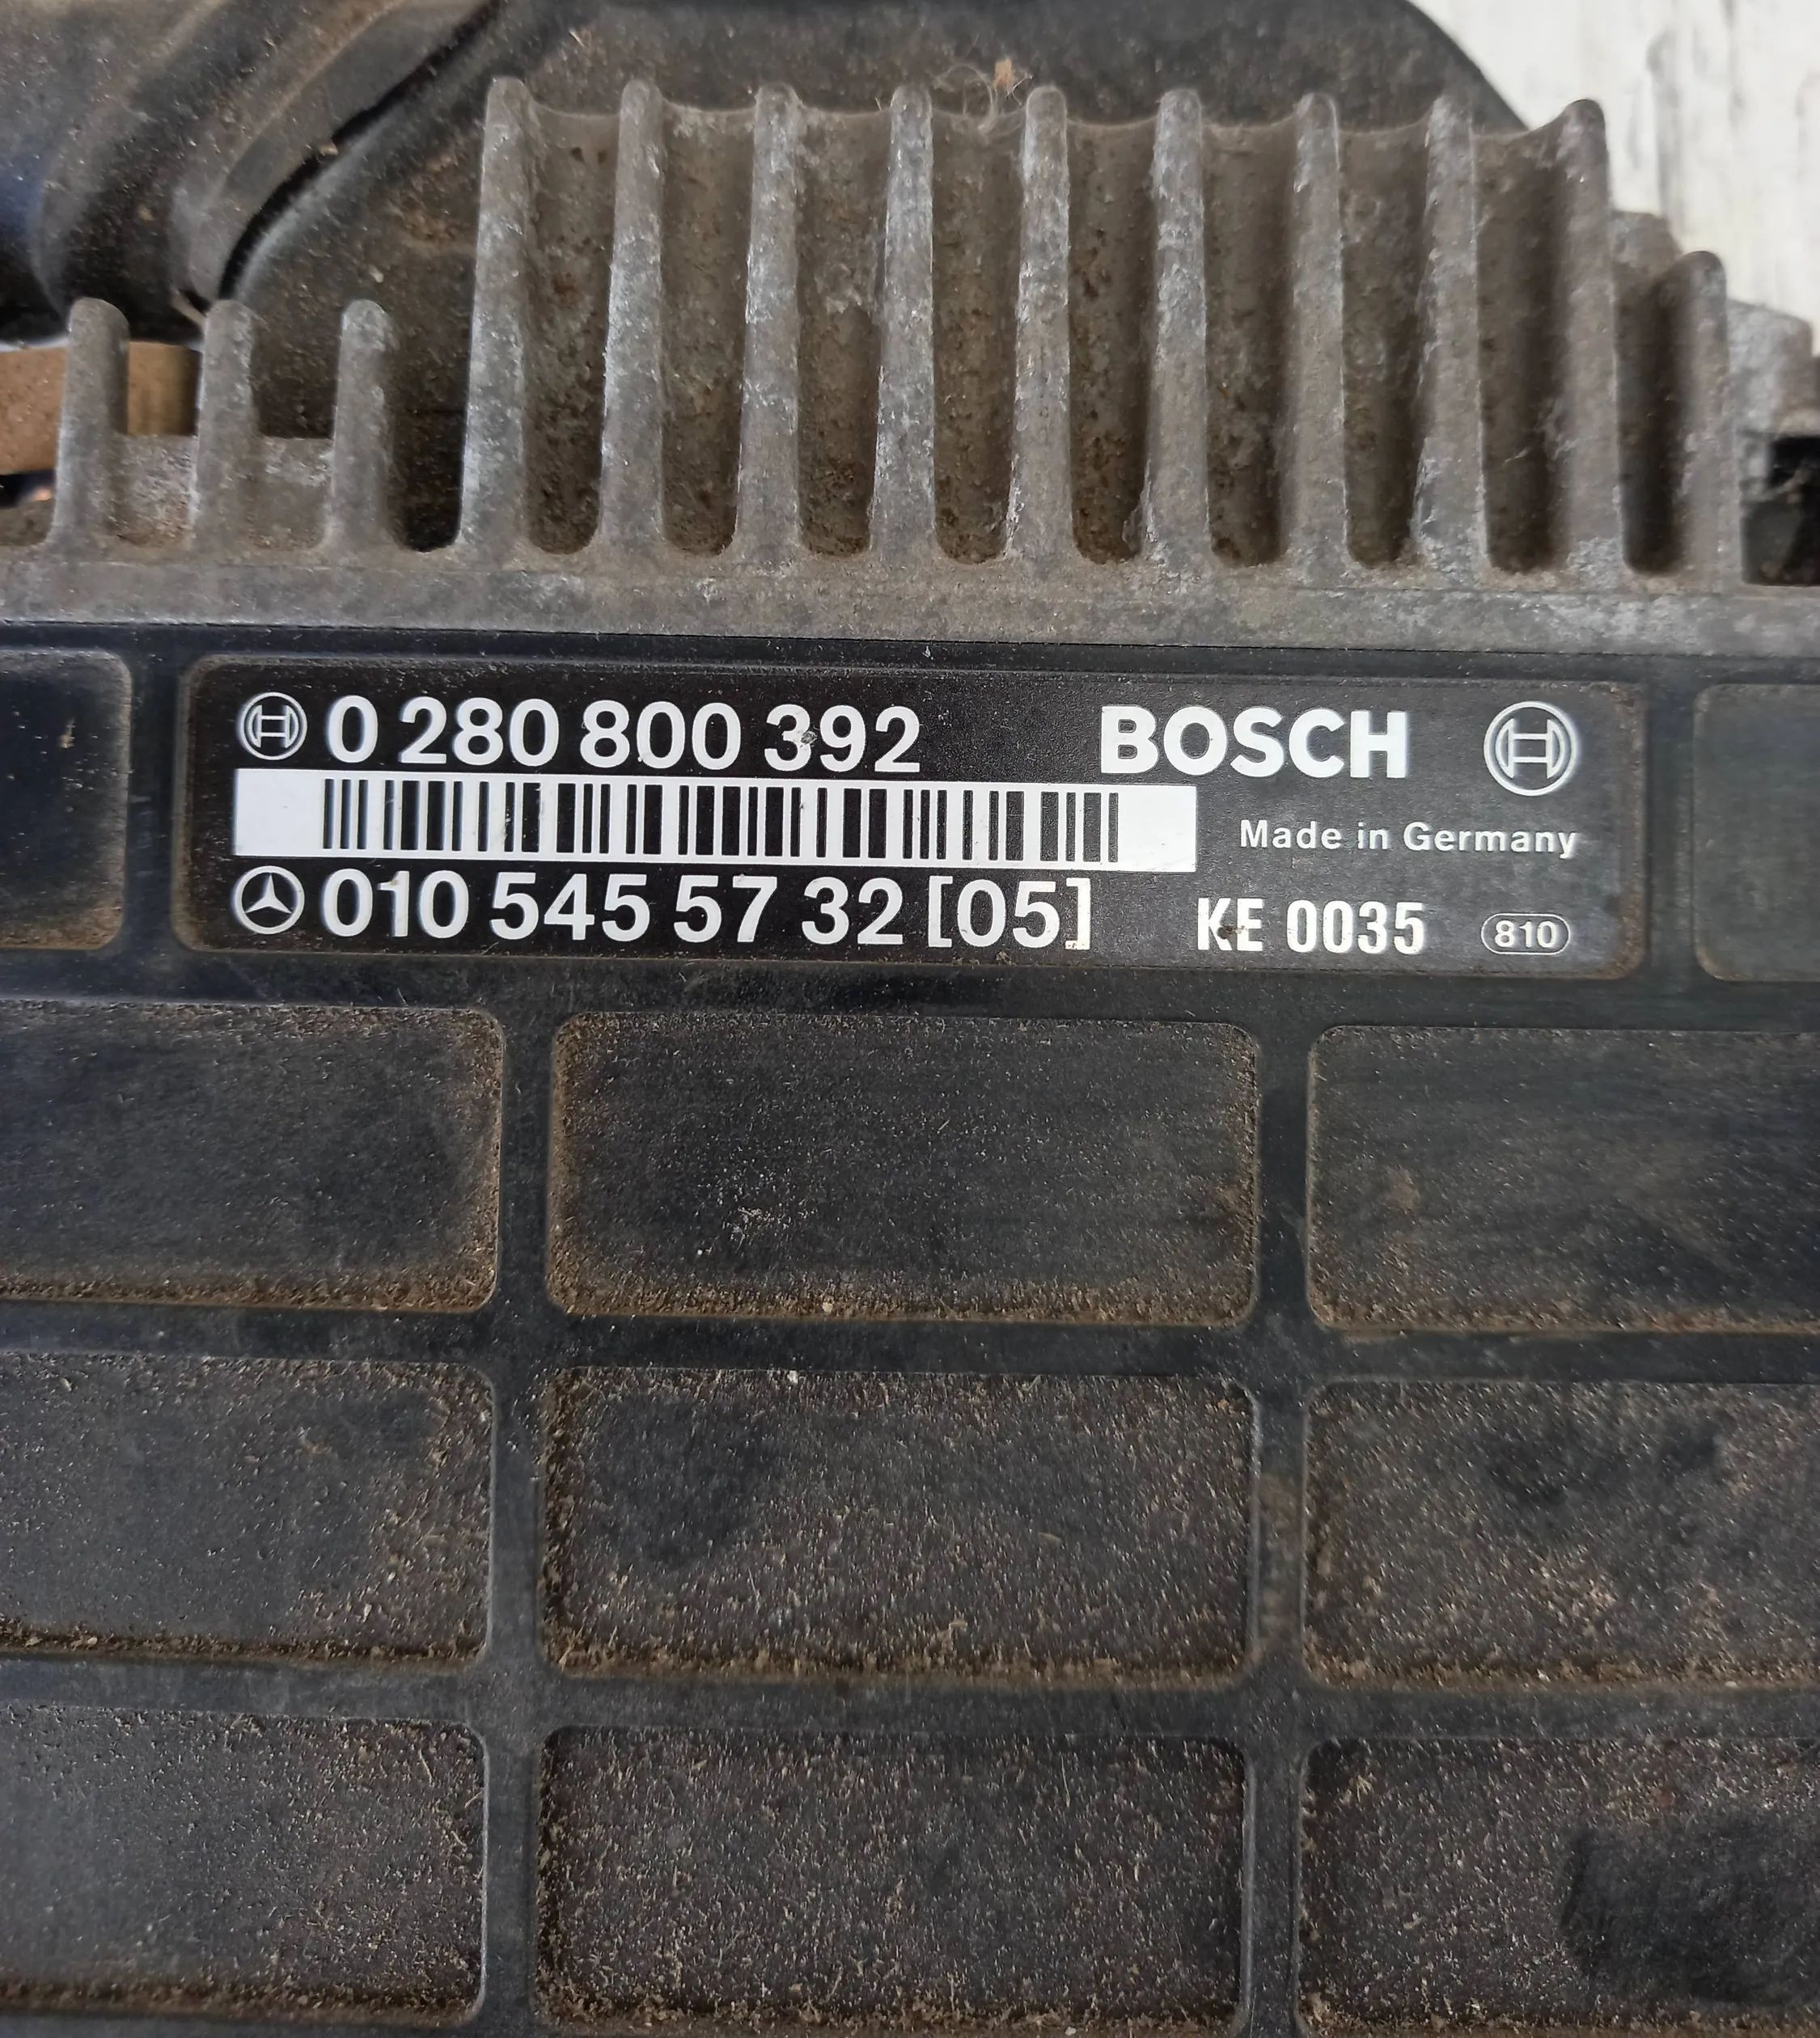 0 280 800 392 BOSCH
Made in Germany
010 545 57 32 [05] KE 0035 810